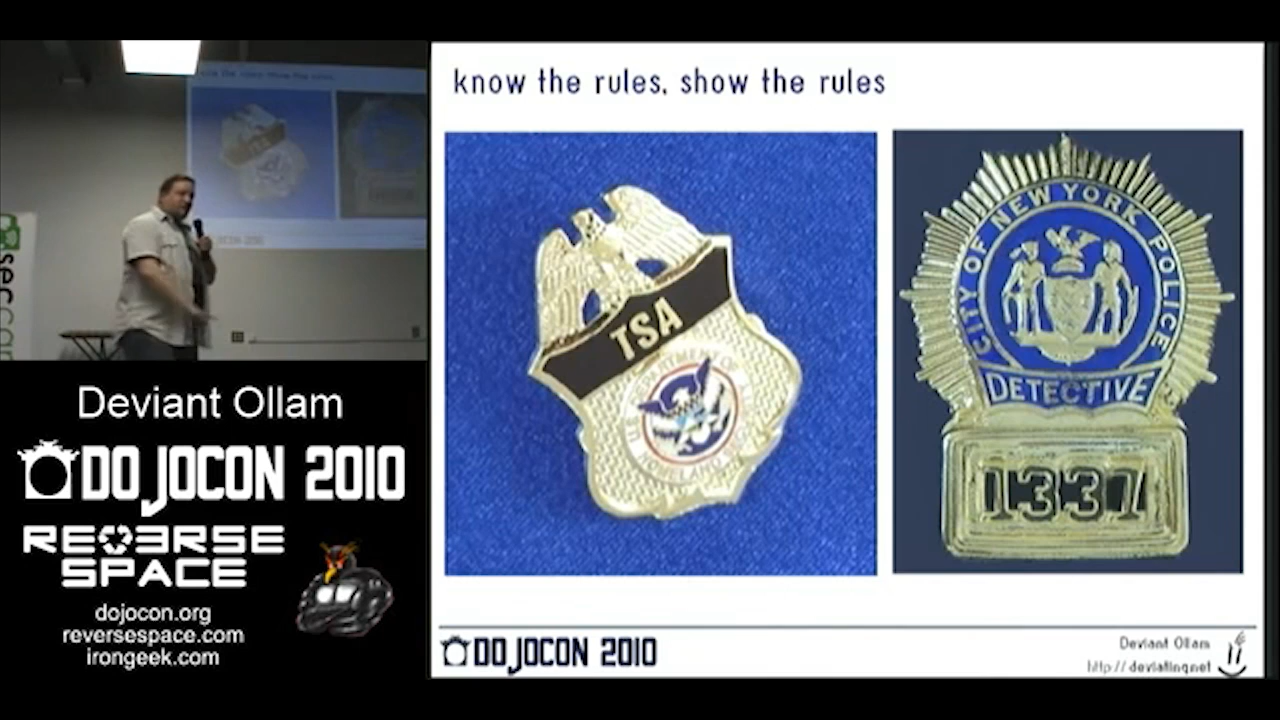 know the rules, show the rules
TSA
CITY OF NEW YORK POLICE
DETECTIVE
1337
sec
Deviant Ollam
DOJOCON 2010
REVERSE
SPACE
dojocon.org
reversespace.com
irongeek.com
DOJOCON 2010
Deviant Ollam
http://deviating.net